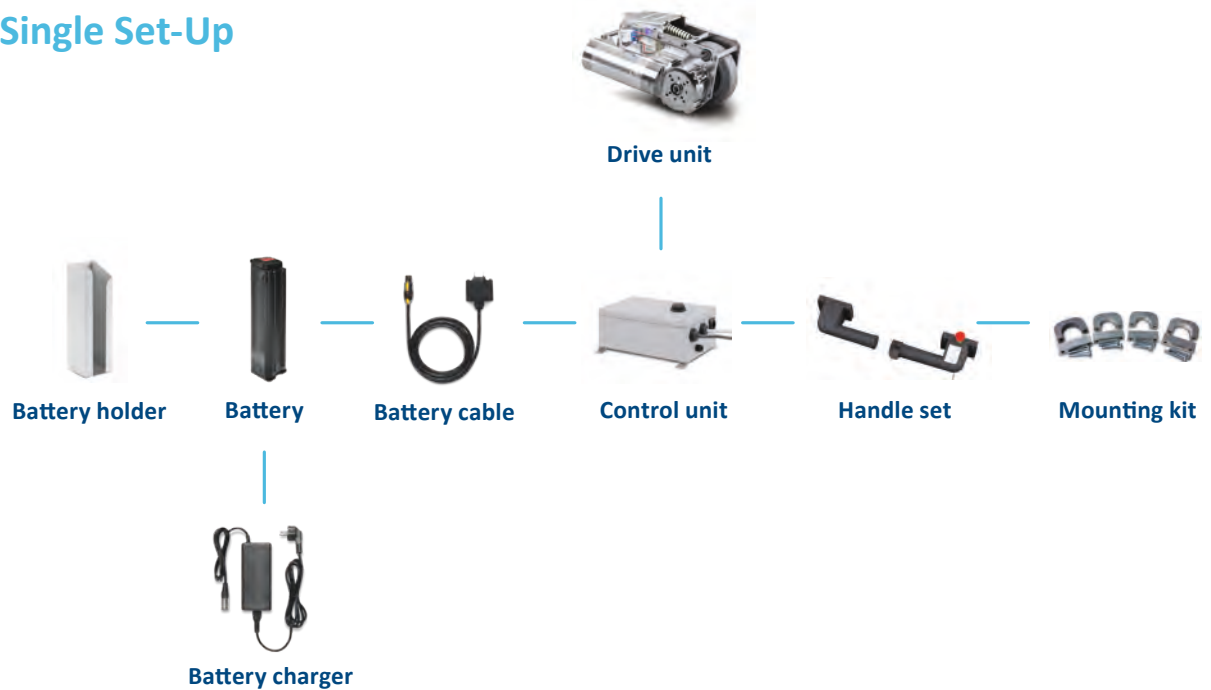 Single Set-Up
Drive unit
Battery holder
Battery
Battery cable
Control unit
Handle set
Mounting kit
Battery charger